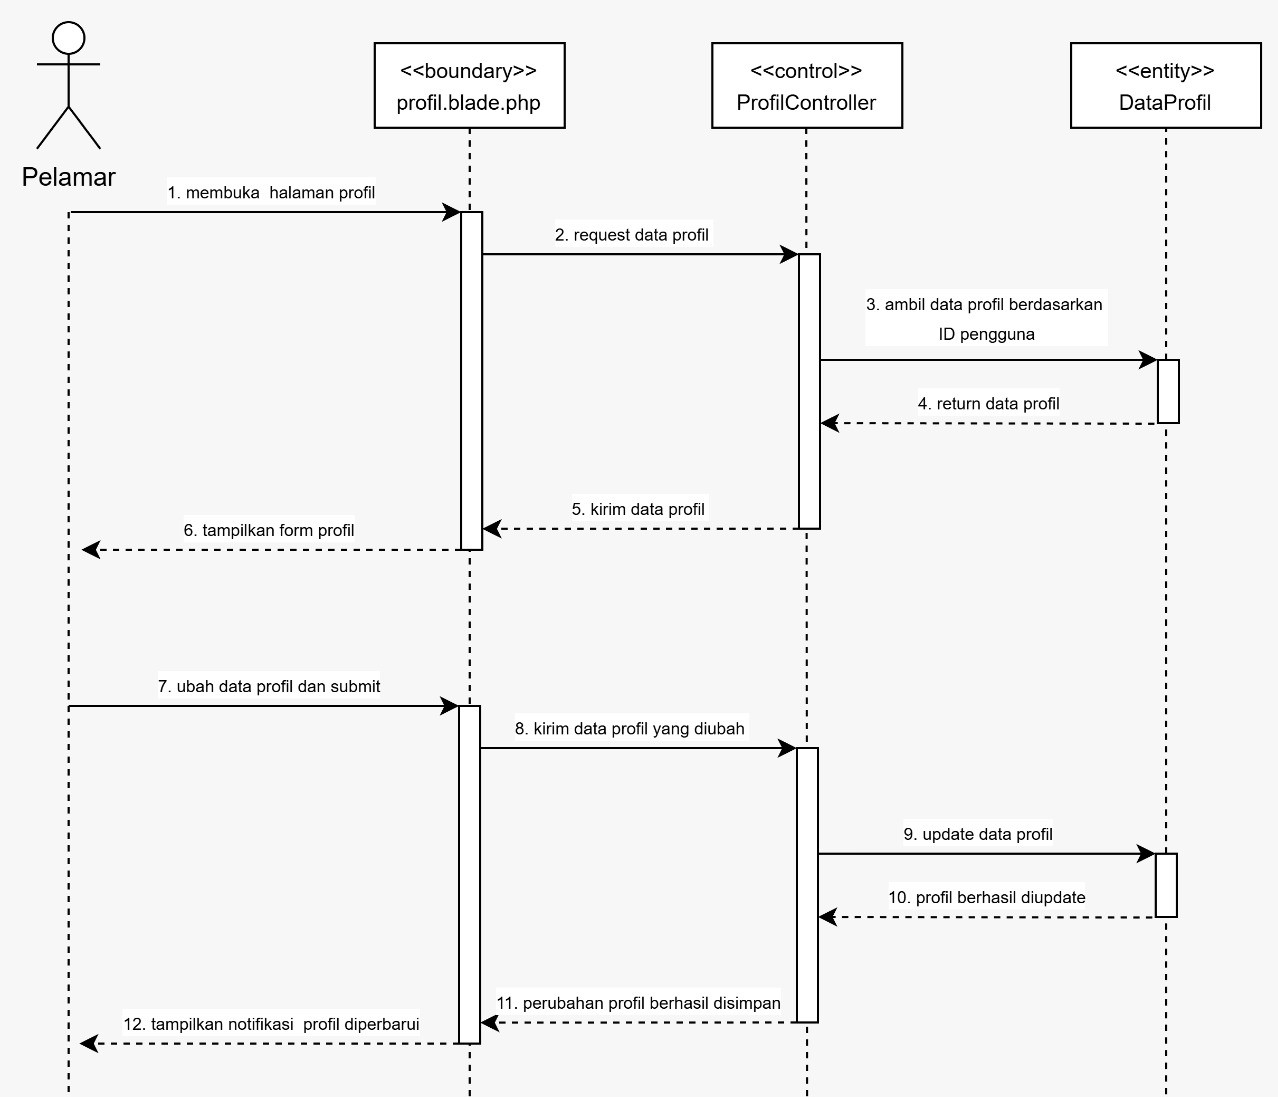 <<boundary>>
profil.blade.php
<<control>>
ProfilController
<<entity>>
DataProfil
Pelamar
1. membuka  halaman profil
2. request data profil
3. ambil data profil berdasarkan
ID pengguna
4. return data profil
5. kirim data profil
6. tampilkan form profil
7. ubah data profil dan submit
8. kirim data profil yang diubah
9. update data profil
10. profil berhasil diupdate
11. perubahan profil berhasil disimpan
12. tampilkan notifikasi  profil diperbarui